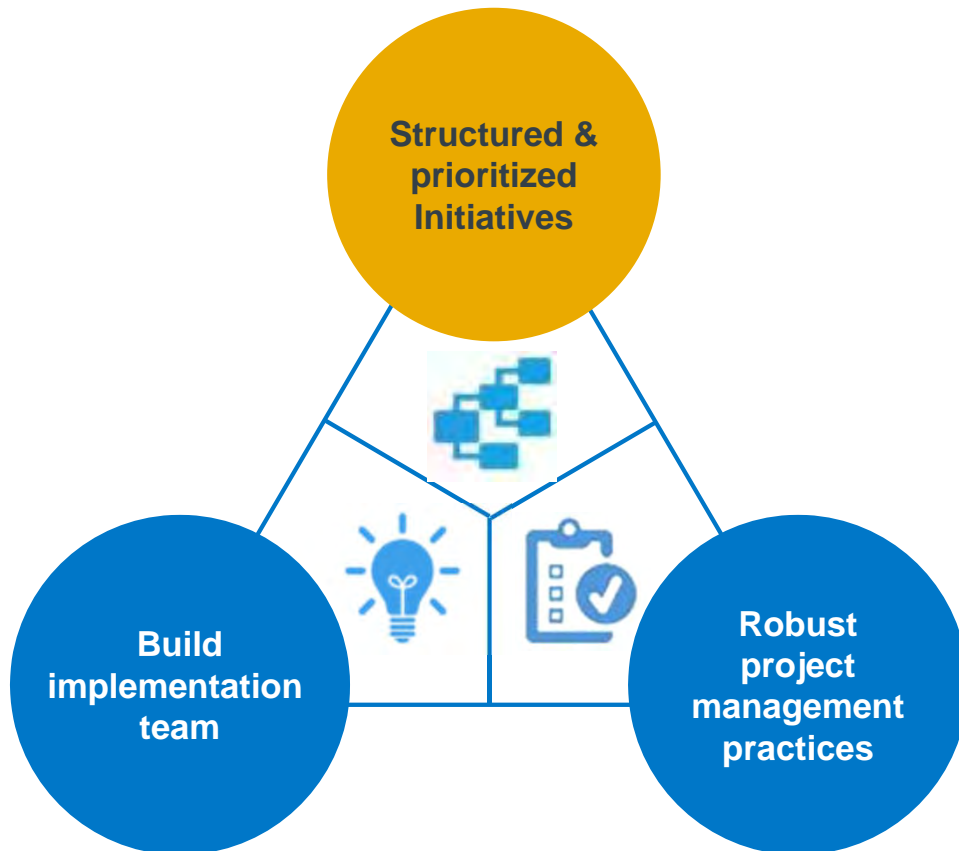 Structured &
prioritized
Initiatives
Build
implementation
team
Robust
project
management
practices